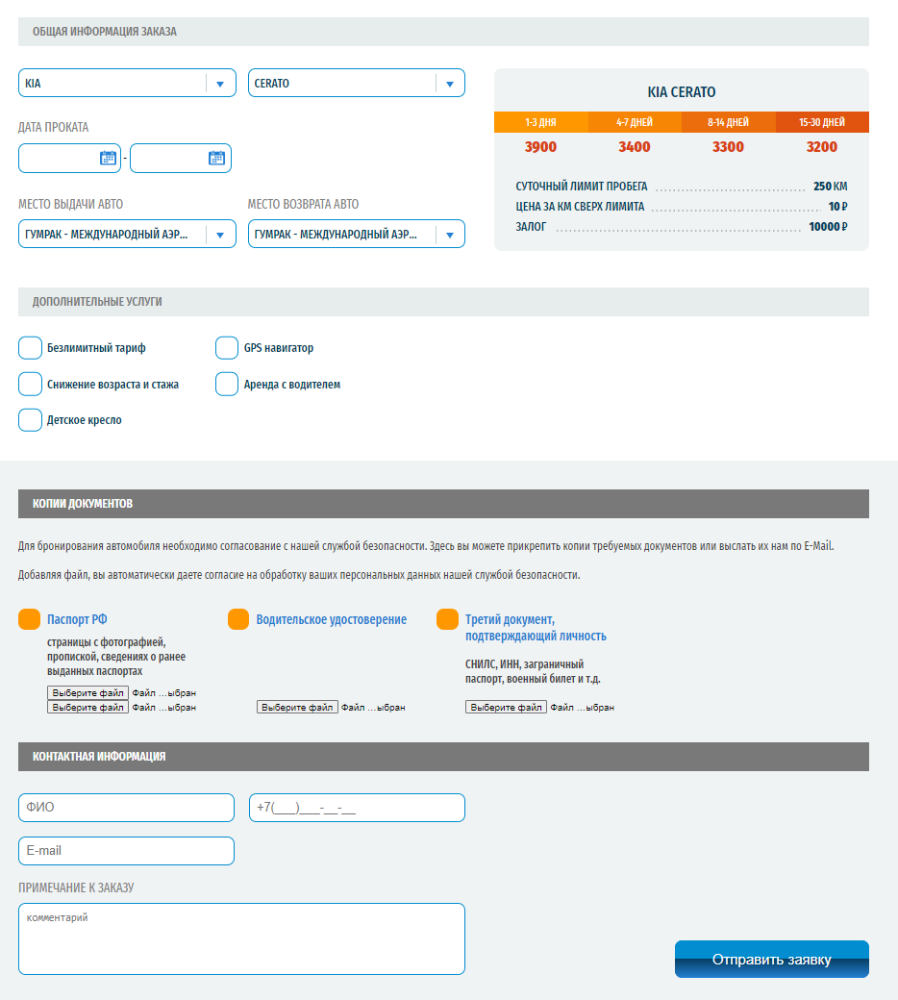 ОБЩАЯ ИНФОРМАЦИЯ ЗАКАЗА
KIA
CERATO
ДАТА ПРОКАТА
-
МЕСТО ВЫДАЧИ АВТО
МЕСТО ВОЗВРАТА АВТО
ГУМРАК - МЕЖДУНАРОДНЫЙ АЭР...
ГУМРАК - МЕЖДУНАРОДНЫЙ АЭР...
KIA CERATO
1-3 ДНЯ 4-7 ДНЕЙ 8-14 ДНЕЙ 15-30 ДНЕЙ
3900 3400 3300 3200
СУТОЧНЫЙ ЛИМИТ ПРОБЕГА 250 КМ
ЦЕНА ЗА КМ СВЕРХ ЛИМИТА 10 ₽
ЗАЛОГ 10000 ₽
ДОПОЛНИТЕЛЬНЫЕ УСЛУГИ
Безлимитный тариф
GPS навигатор
Снижение возраста и стажа
Аренда с водителем
Детское кресло
КОПИИ ДОКУМЕНТОВ
Для бронирования автомобиля необходимо согласование с нашей службой безопасности. Здесь вы можете прикрепить копии требуемых документов или выслать их нам по E-Mail.
Добавляя файл, вы автоматически даете согласие на обработку ваших персональных данных нашей службой безопасности.
Паспорт РФ
страницы с фотографией,
пропиской, сведениях о ранее
выданных паспортах
Выберите файл Файл ...ыбран
Выберите файл Файл ...ыбран
Водительское удостоверение
Выберите файл Файл ...ыбран
Третий документ,
подтверждающий личность
СНИЛС, ИНН, заграничный
паспорт, военный билет и т.д.
Выберите файл Файл ...ыбран
КОНТАКТНАЯ ИНФОРМАЦИЯ
ФИО
+7(___)___-__-__
E-mail
ПРИМЕЧАНИЕ К ЗАКАЗУ
комментарий
Отправить заявку